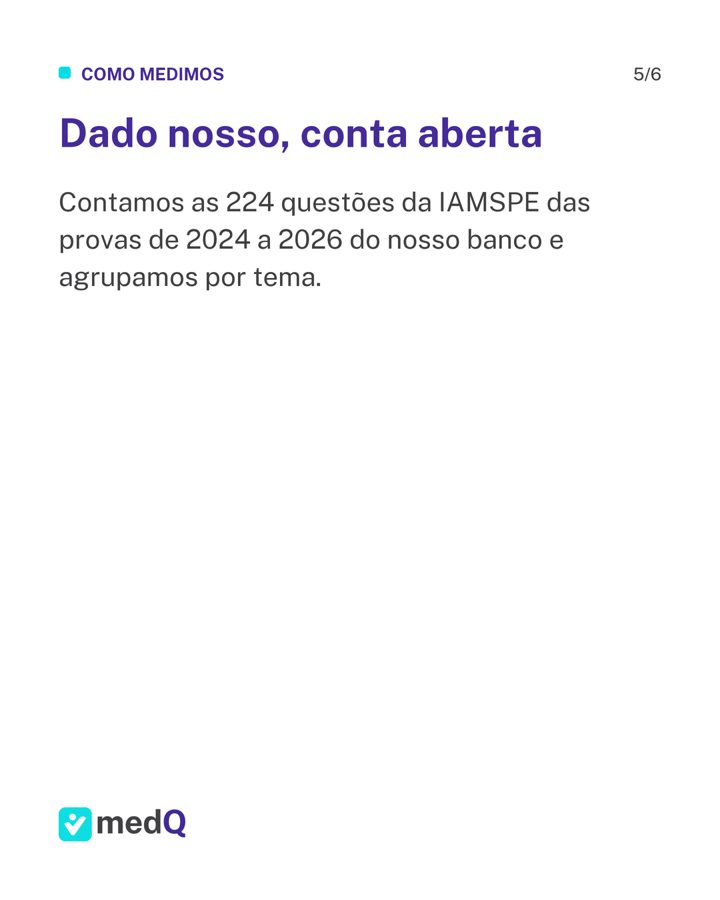 COMO MEDIMOS
5/6
Dado nosso, conta aberta
Contamos as 224 questões da IAMSPE das
provas de 2024 a 2026 do nosso banco e
agrupamos por tema.
medQ